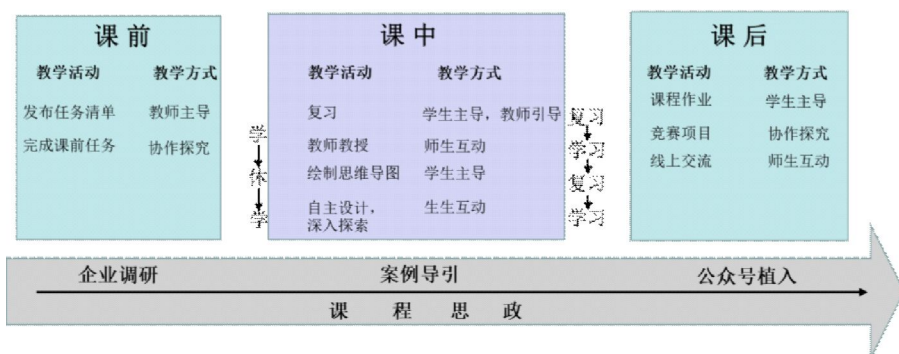 课 前
教学活动 教学方式
发布任务清单 教师主导
完成课前任务 协作探究
课 中
教学活动 教学方式
复习 学生主导，教师引导
教师教授 师生互动
绘制思维导图 学生主导
自主设计， 生生互动
深入探索
学
休
学
复习
学习
复习
学习
课 后
教学活动 教学方式
课程作业 学生主导
竞赛项目 协作探究
线上交流 师生互动
企业调研 案例导引 公众号植入
课 程 思 政